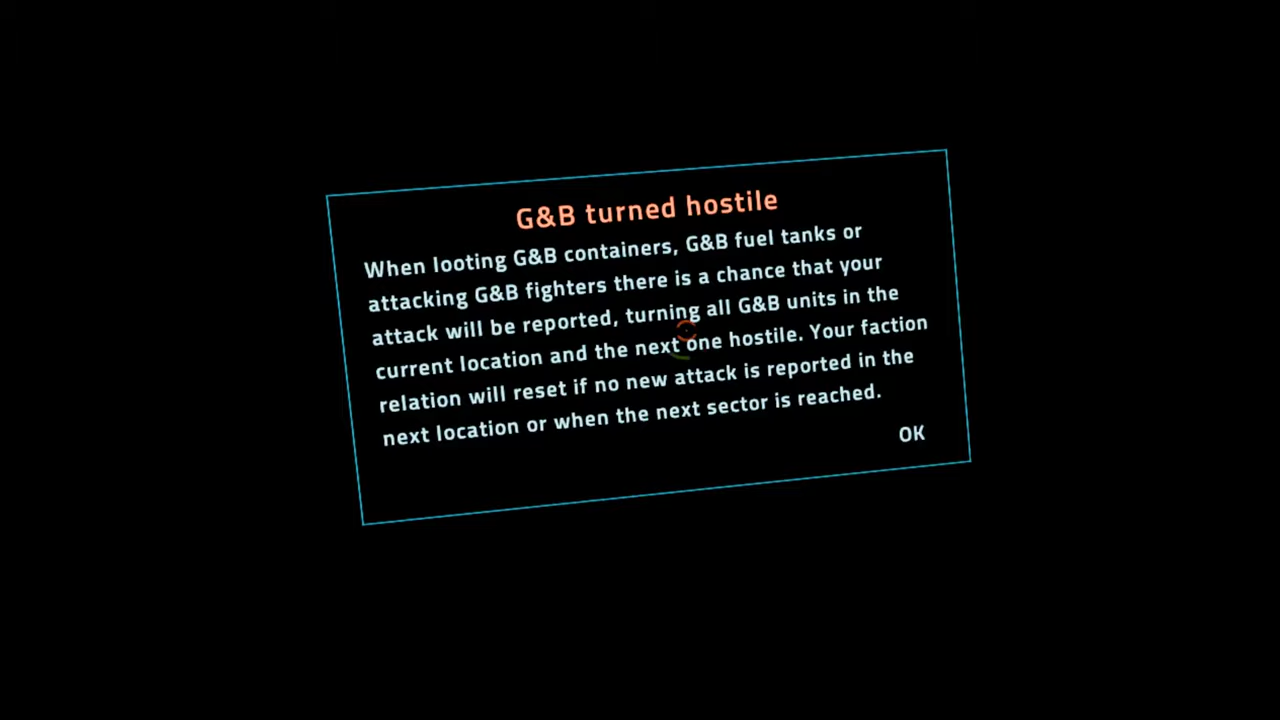 G&B turned hostile
When looting G&B containers, G&B fuel tanks or
attacking G&B fighters there is a chance that your
attack will be reported, turning all G&B units in the
current location and the next one hostile. Your faction
relation will reset if no new attack is reported in the
next location or when the next sector is reached.
OK